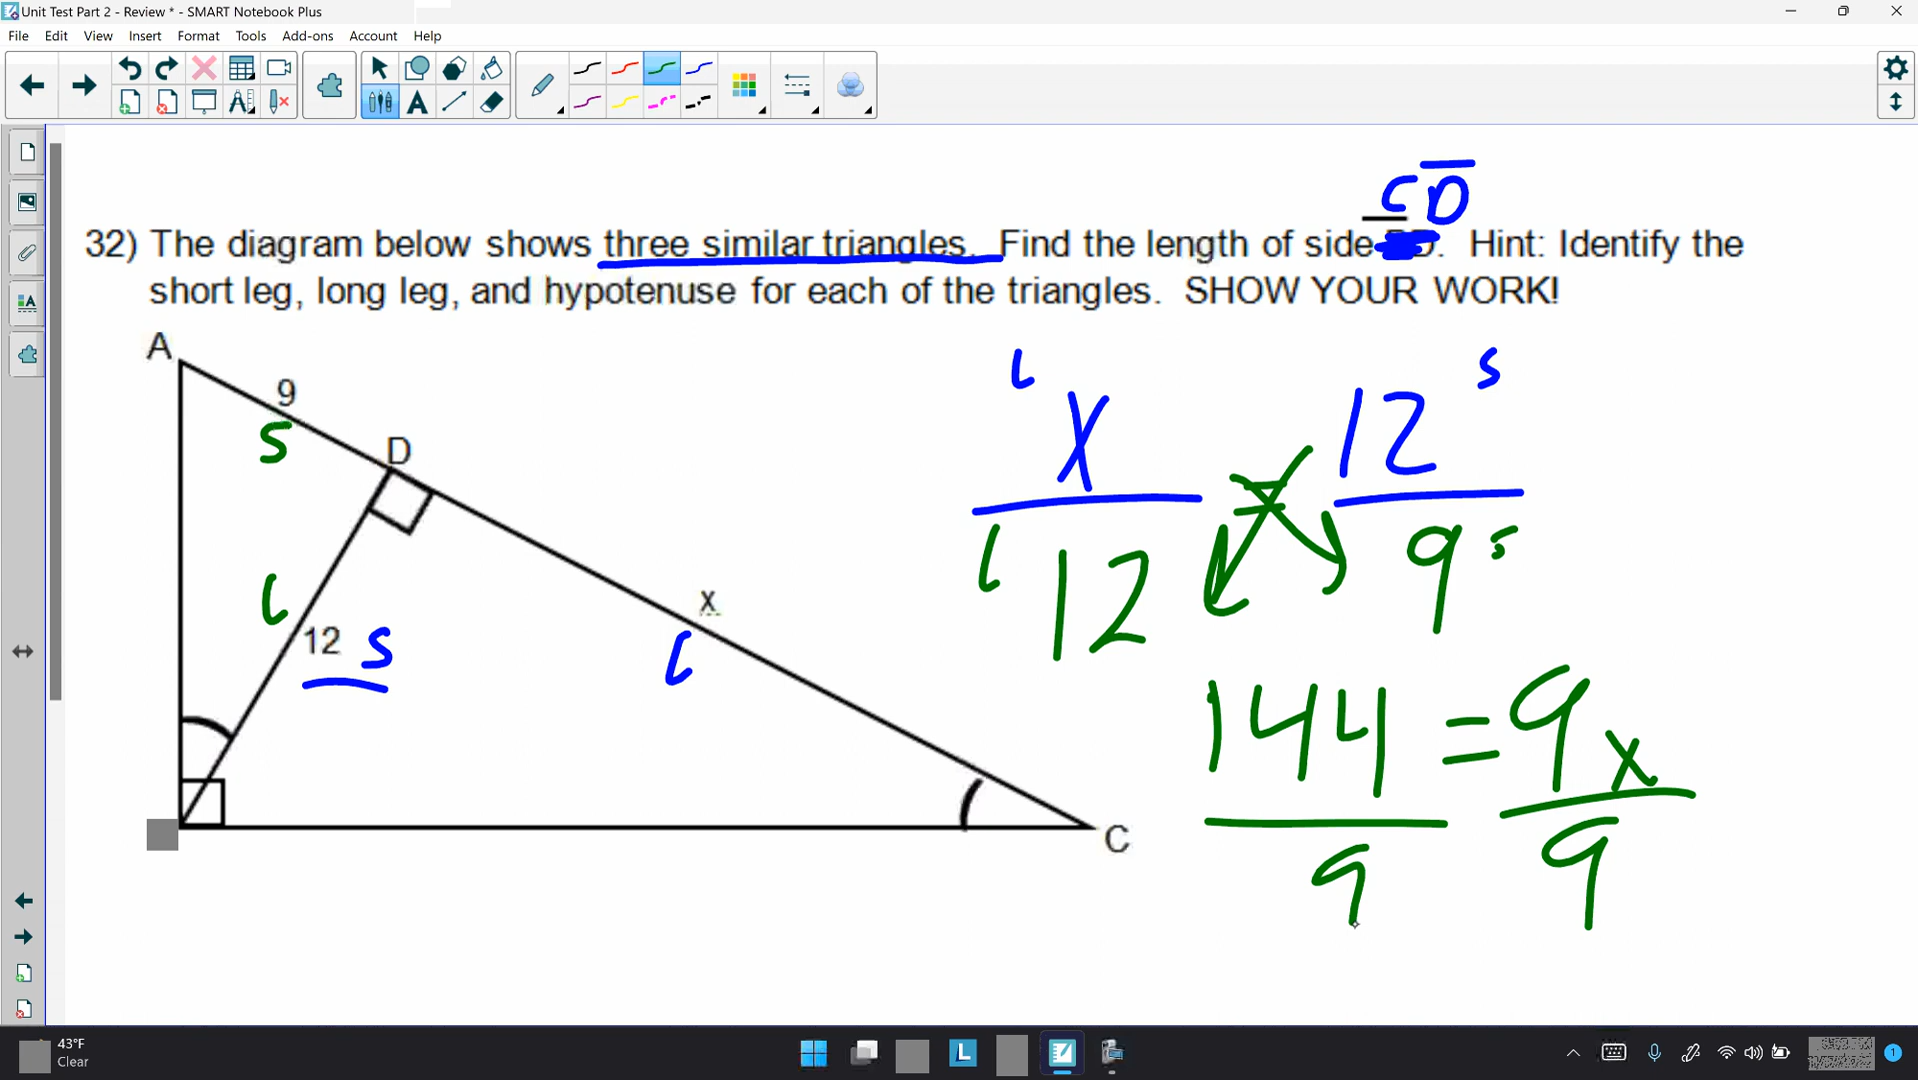 Unit Test Part 2 - Review * - SMART Notebook Plus
File Edit View Insert Format Tools Add-ons Account Help
C D
32) The diagram below shows three similar triangles. Find the length of side D. Hint: Identify the
short leg, long leg, and hypotenuse for each of the triangles. SHOW YOUR WORK!
A
9
S
D
L
12 S
x
L
C
L x = 12 S
L 12 9 S
144 = 9x
9 9
43°F
Clear
L
1